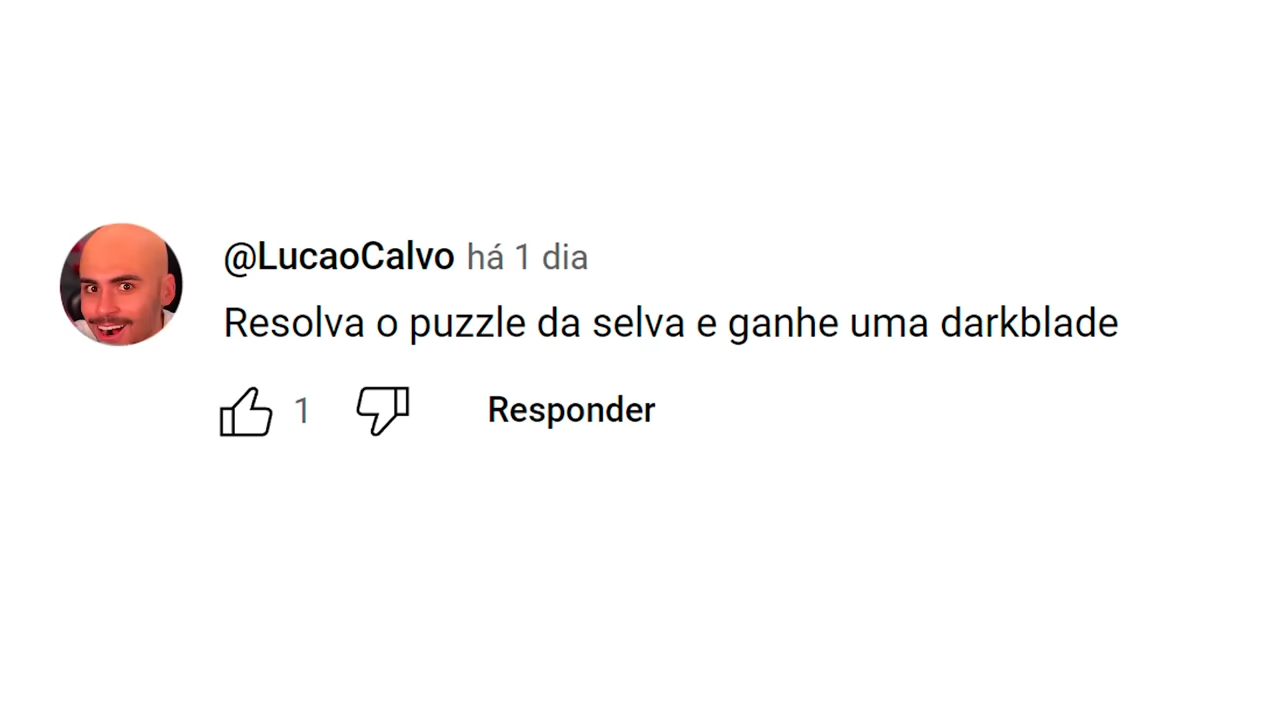 @LucaoCalvo há 1 dia
Resolva o puzzle da selva e ganhe uma darkblade
1 Responder